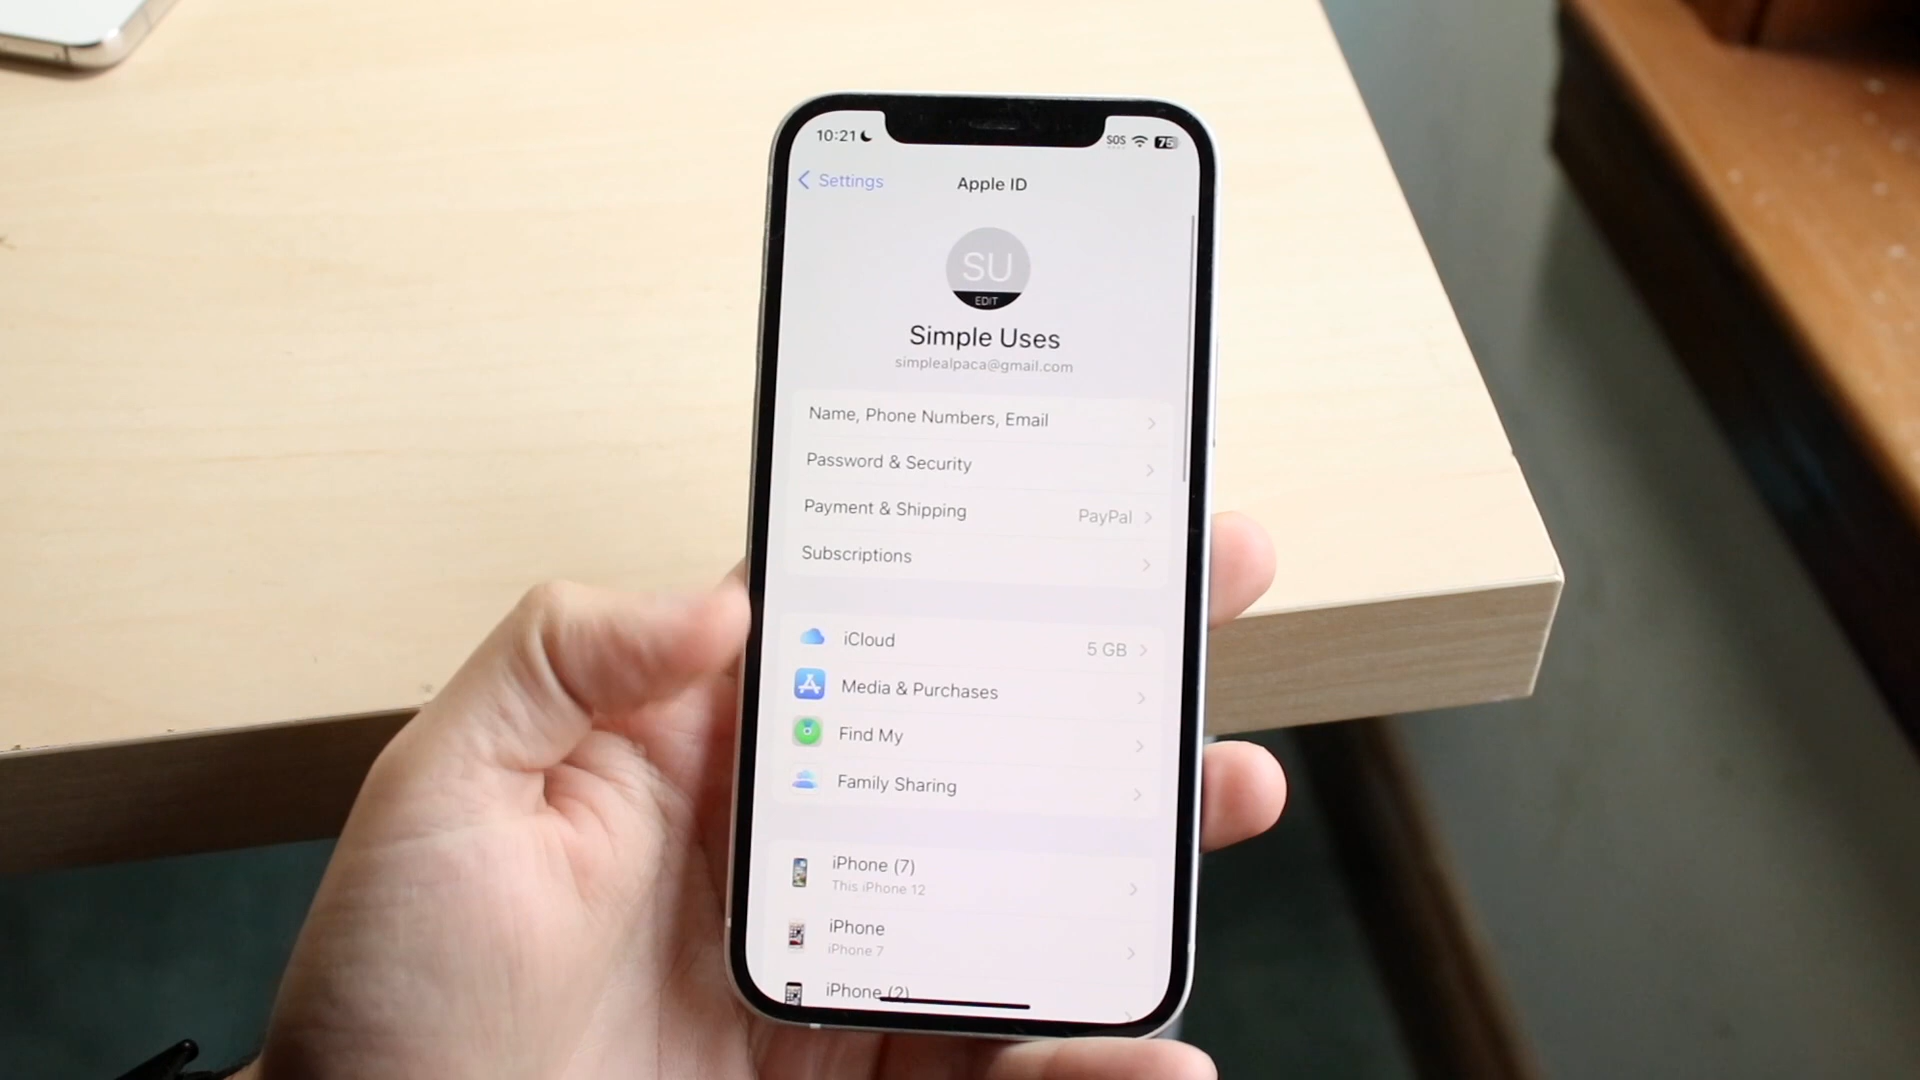 10:21
SOS
75
Settings
Apple ID
SU
EDIT
Simple Uses
simplealpaca@gmail.com
Name, Phone Numbers, Email
Password & Security
Payment & Shipping PayPal
Subscriptions
iCloud 5 GB
Media & Purchases
Find My
Family Sharing
iPhone (7)
This iPhone 12
iPhone
iPhone 7
iPhone (2)